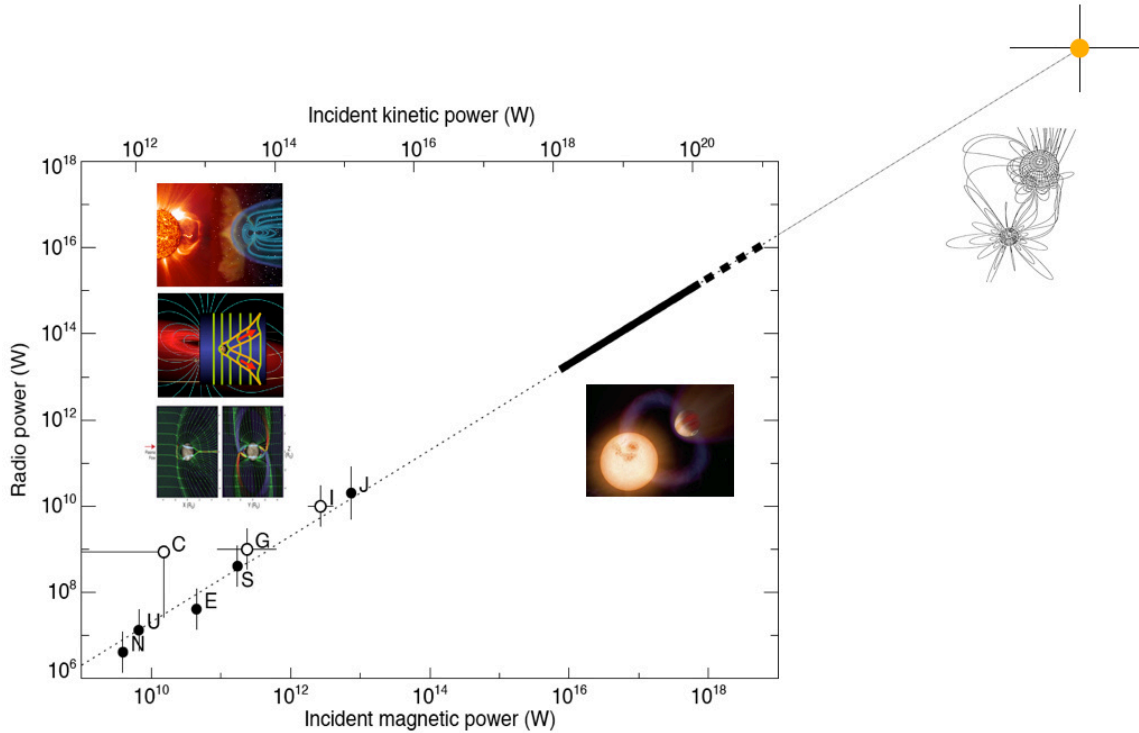 Incident kinetic power (W)
10^12 10^14 10^16 10^18 10^20
10^18
10^16
10^14
10^12
10^10
10^8
10^6
Radio power (W)
C
I
J
G
S
E
U
N
X (R
Y (R
Z
10^10 10^12 10^14 10^16 10^18
Incident magnetic power (W)